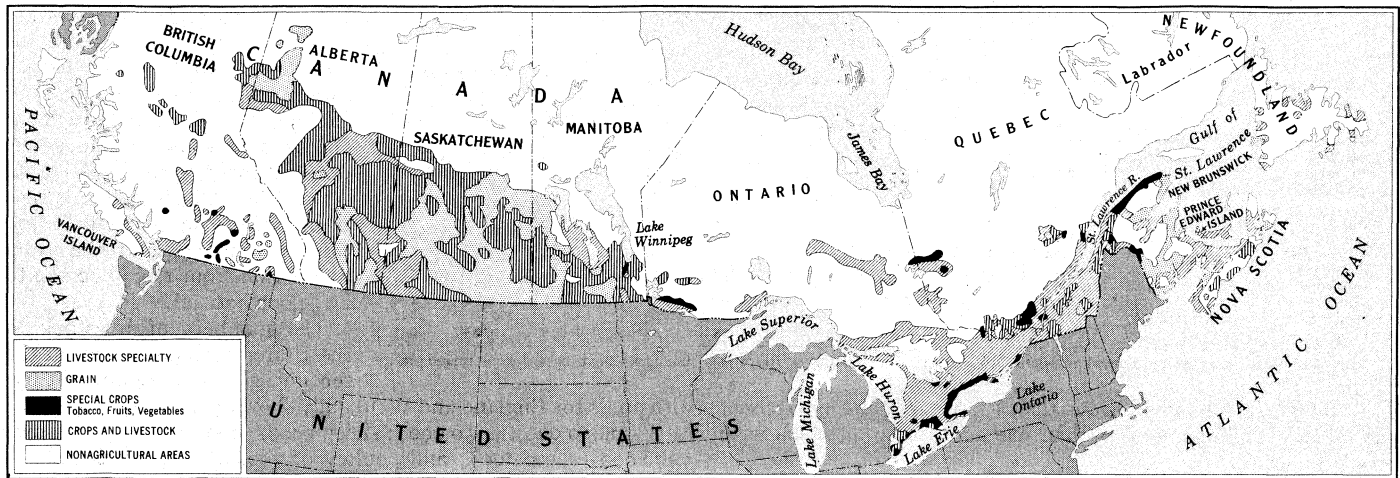 BRITISH
COLUMBIA
ALBERTA
CANADA
SASKATCHEWAN
MANITOBA
Hudson Bay
James Bay
ONTARIO
QUEBEC
Labrador
NEWFOUNDLAND
Gulf of
St. Lawrence
St. Lawrence R.
NEW BRUNSWICK
PRINCE
EDWARD
ISLAND
NOVA SCOTIA
ATLANTIC OCEAN
PACIFIC OCEAN
VANCOUVER
ISLAND
Lake
Winnipeg
Lake Superior
Lake Michigan
Lake Huron
Lake Erie
Lake
Ontario
UNITED STATES
LIVESTOCK SPECIALTY
GRAIN
SPECIAL CROPS
Tobacco, Fruits, Vegetables
CROPS AND LIVESTOCK
NONAGRICULTURAL AREAS